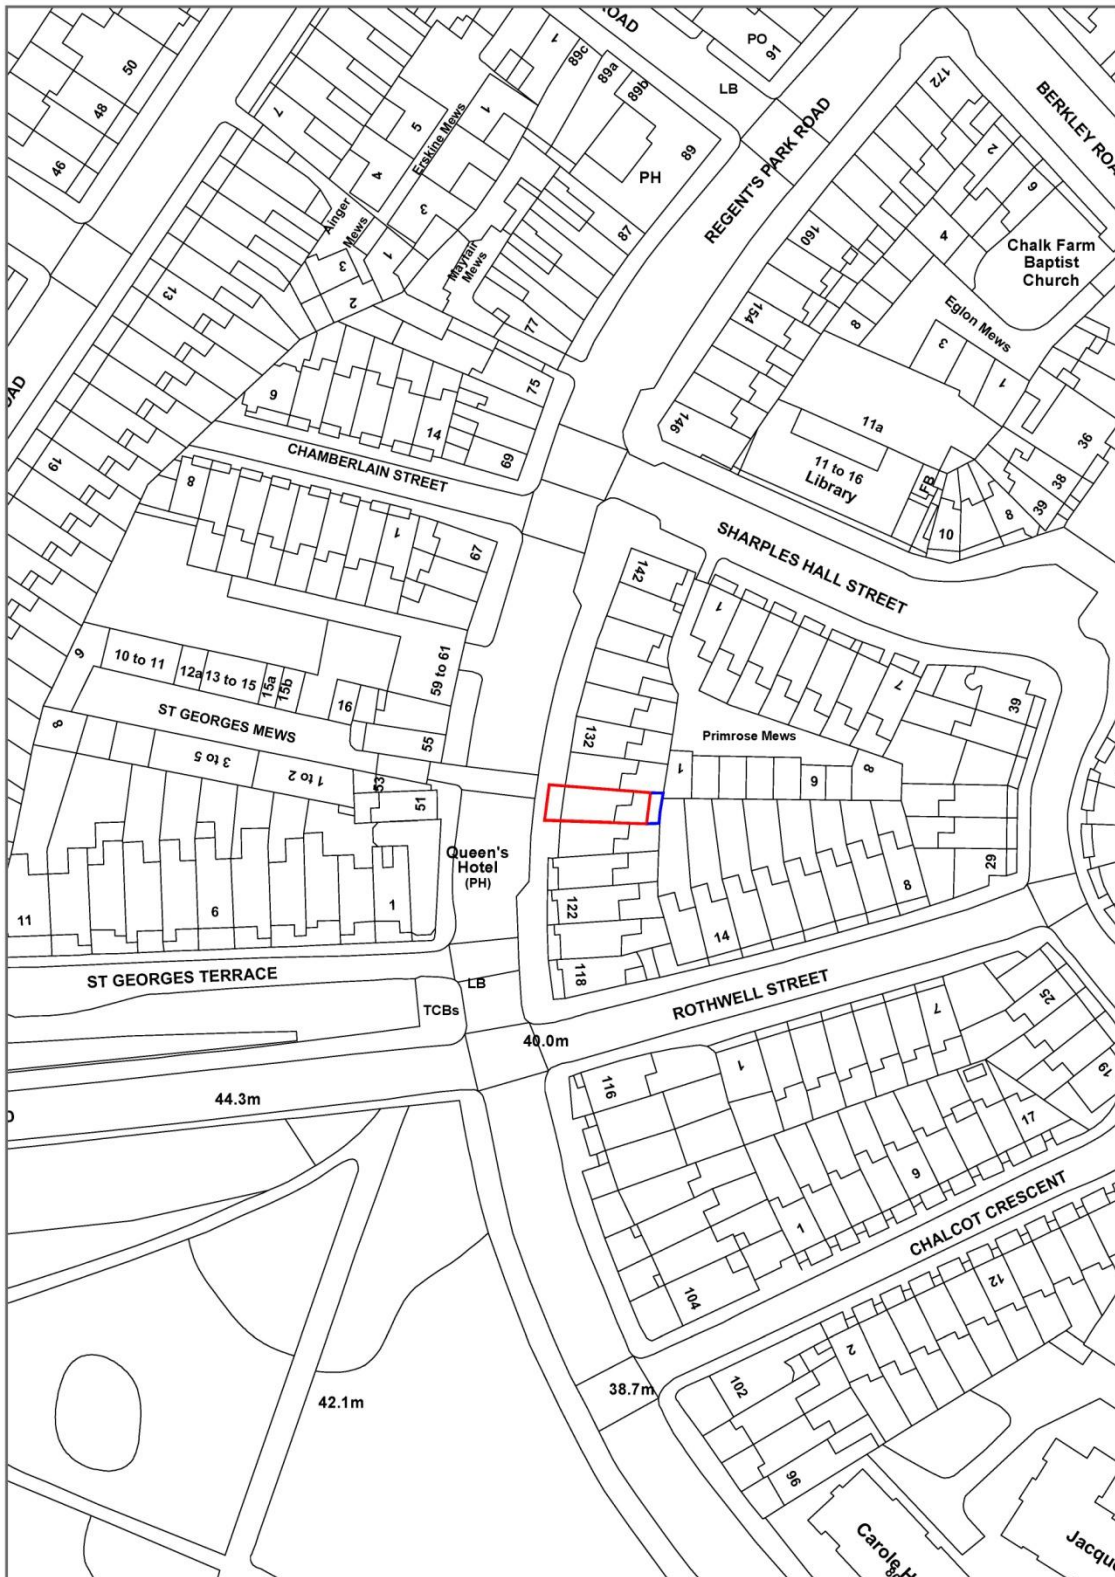 ROAD
PO
91
LB
50
48
46
7
1
89c
89a
89b
5
Erskine Mews
1
89
PH
4
3
Ainger
Mews
3
1
2
Mayfair
Mews
87
77
75
REGENT'S PARK ROAD
172
BERKLEY ROA
2
6
4
Chalk Farm
Baptist
Church
160
154
8
Eglon Mews
3
1
146
11a
36
11 to 16
Library
FB
38
39
8
10
13
OAD
19
9
14
69
CHAMBERLAIN STREET
8
1
67
SHARPLES HALL STREET
142
1
7
39
9
10 to 11
12a
13 to 15
15a
15b
16
59 to 61
55
ST GEORGES MEWS
8
3 to 5
1 to 2
53
51
132
Primrose Mews
1
6
8
Queen's
Hotel
(PH)
122
118
14
8
29
11
6
1
ST GEORGES TERRACE
LB
TCBs
ROTHWELL STREET
40.0m
44.3m
116
1
7
25
19
17
9
1
104
CHALCOT CRESCENT
12
2
102
38.7m
42.1m
96
Carole H
Jacqu